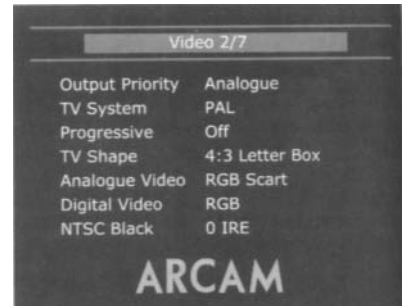 Video 2/7
Output Priority Analogue
TV System PAL
Progressive Off
TV Shape 4:3 Letter Box
Analogue Video RGB Scart
Digital Video RGB
NTSC Black 0 IRE
ARCAM